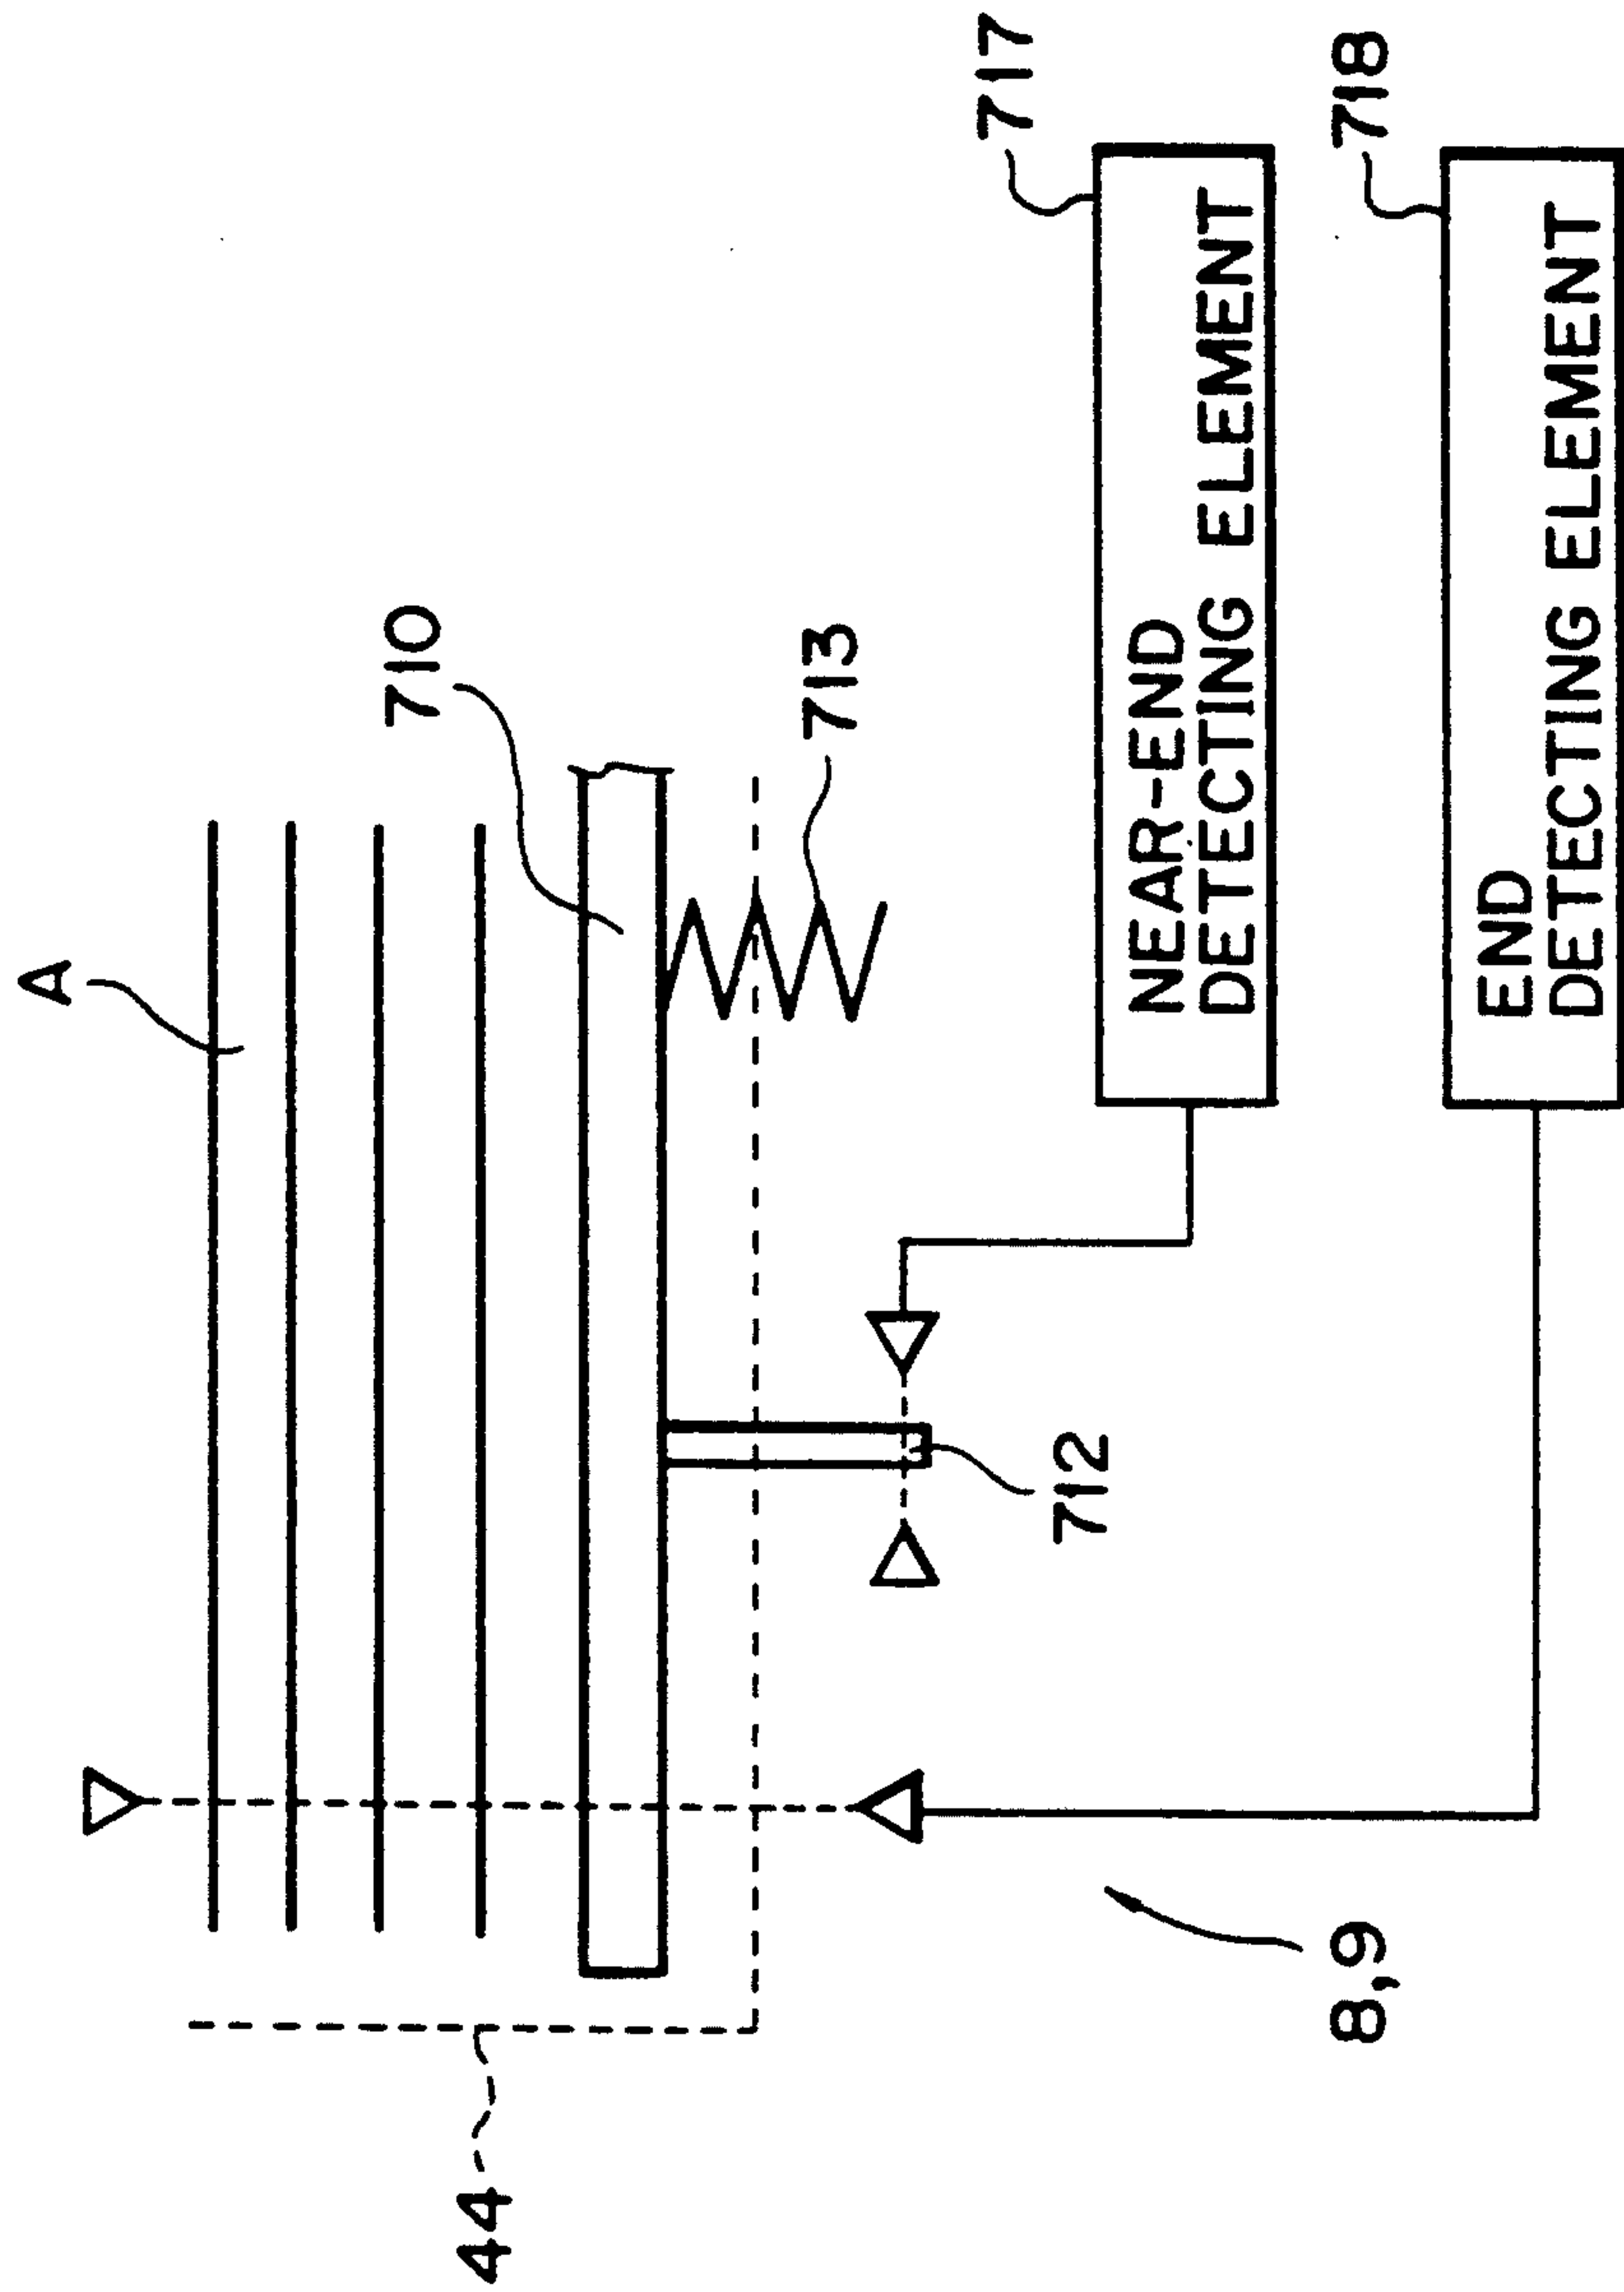 A
710
713
717
NEAR-END
DETECTING ELEMENT
718
END
DETECTING ELEMENT
712
44
8,9